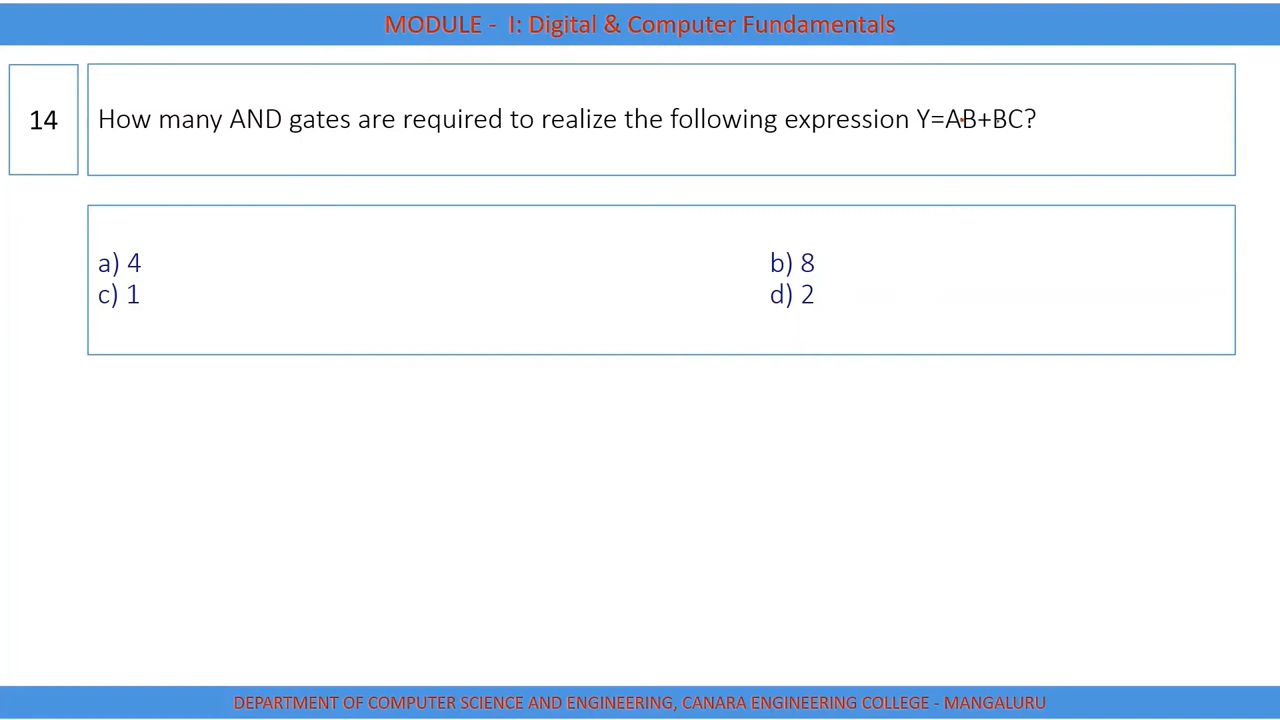 MODULE - I: Digital & Computer Fundamentals
14
How many AND gates are required to realize the following expression Y=AB+BC?
a) 4
b) 8
c) 1
d) 2
DEPARTMENT OF COMPUTER SCIENCE AND ENGINEERING, CANARA ENGINEERING COLLEGE - MANGALURU